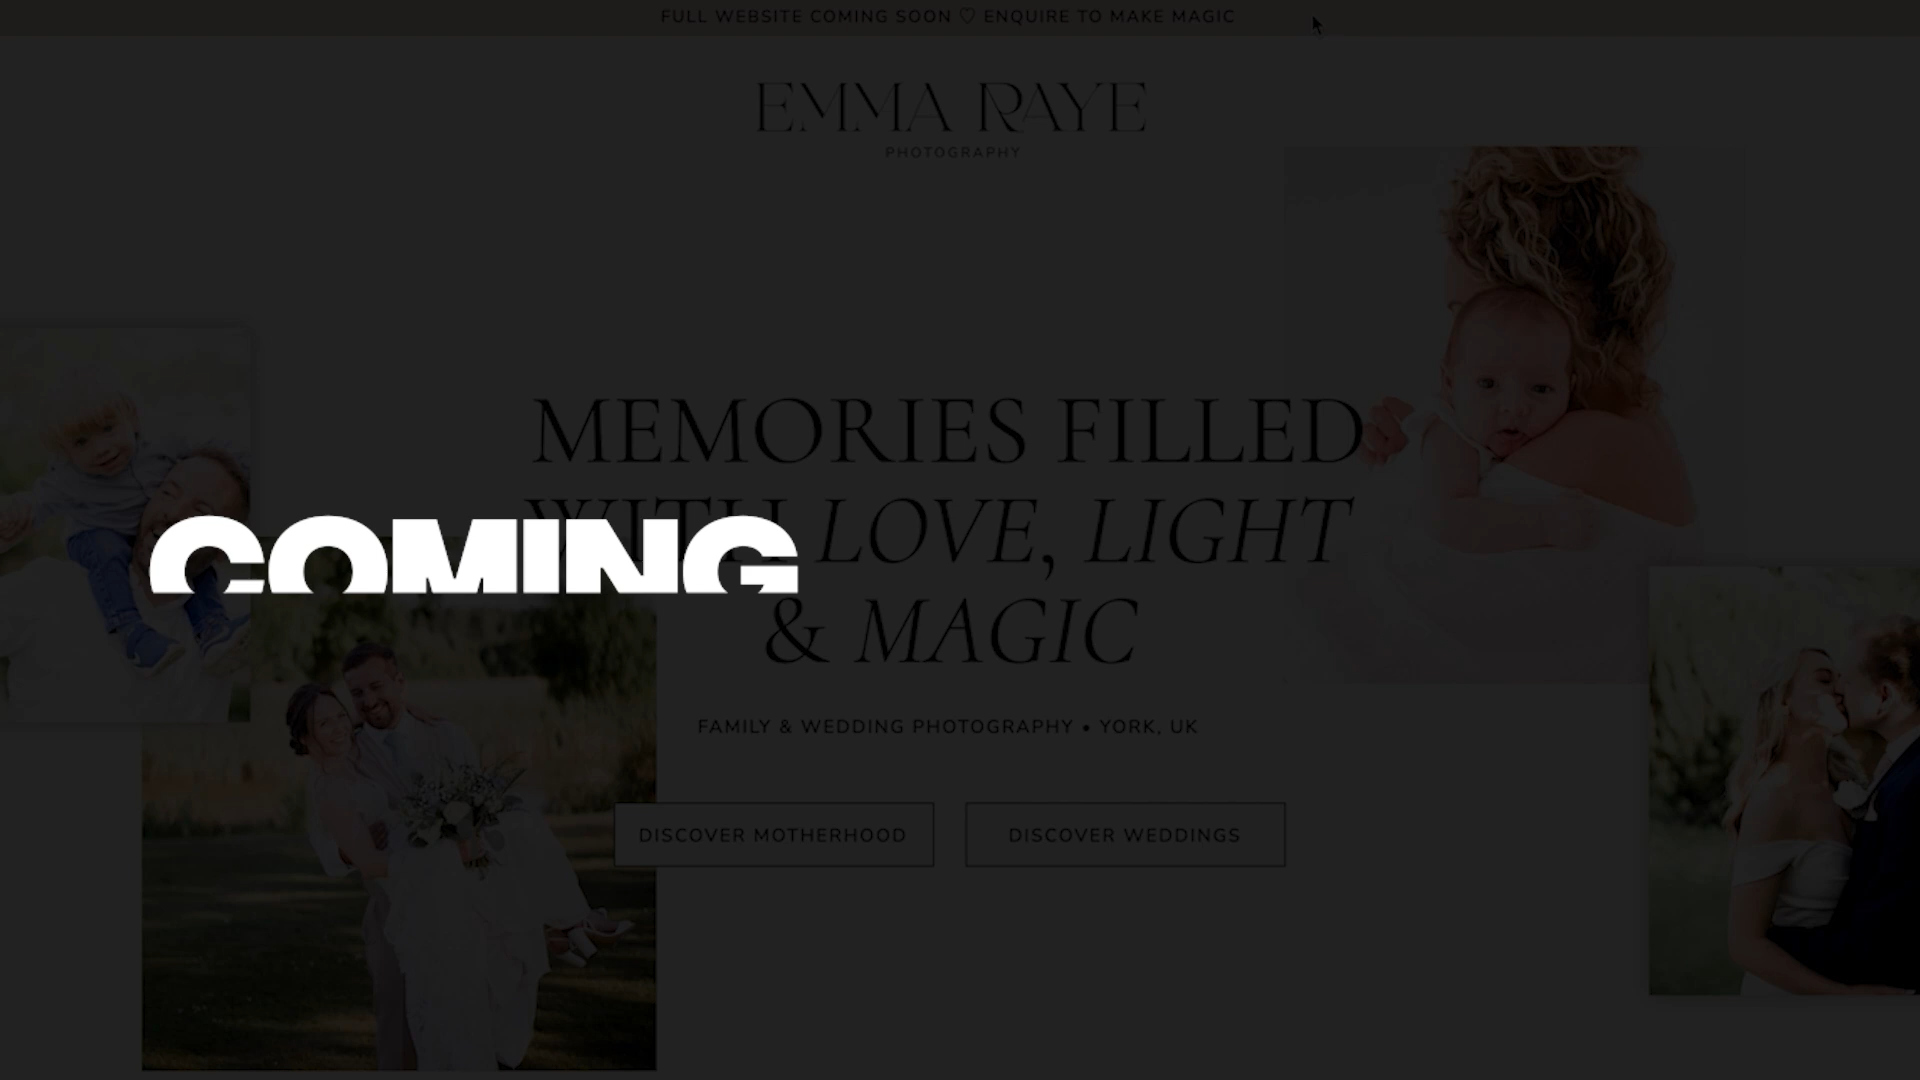 FULL WEBSITE COMING SOON ♡ ENQUIRE TO MAKE MAGIC
EMMA RAYE
PHOTOGRAPHY
MEMORIES FILLED
WITH LOVE, LIGHT
& MAGIC
COMING
FAMILY & WEDDING PHOTOGRAPHY • YORK, UK
DISCOVER MOTHERHOOD
DISCOVER WEDDINGS